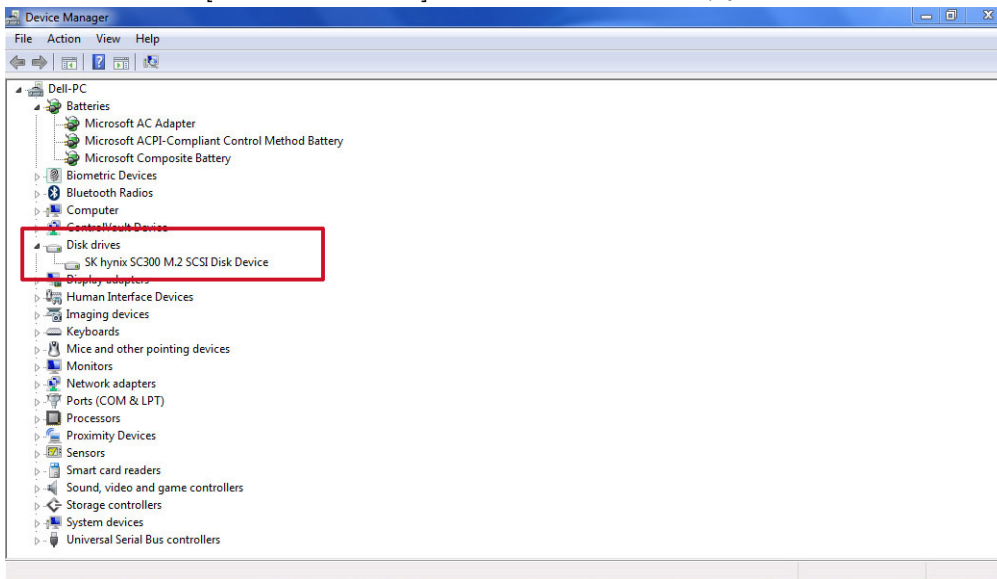 Device Manager
File Action View Help
Dell-PC
Batteries
Microsoft AC Adapter
Microsoft ACPI-Compliant Control Method Battery
Microsoft Composite Battery
Biometric Devices
Bluetooth Radios
Computer
ControlVault Device
Disk drives
SK hynix SC300 M.2 SCSI Disk Device
Display adapters
Human Interface Devices
Imaging devices
Keyboards
Mice and other pointing devices
Monitors
Network adapters
Ports (COM & LPT)
Processors
Proximity Devices
Sensors
Smart card readers
Sound, video and game controllers
Storage controllers
System devices
Universal Serial Bus controllers